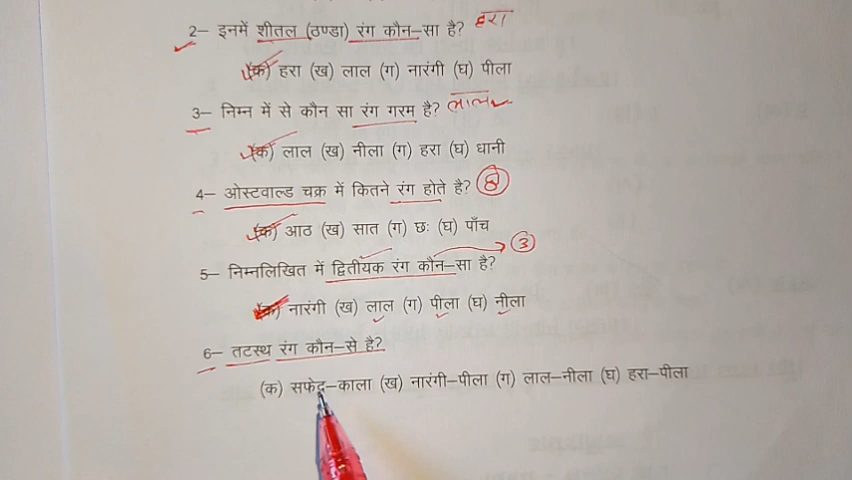 2– इनमें शीतल (ठण्डा) रंग कौन–सा है? हरा
(क) हरा (ख) लाल (ग) नारंगी (घ) पीला
3– निम्न में से कौन सा रंग गरम है? लाल
(क) लाल (ख) नीला (ग) हरा (घ) धानी
4– ओस्टवाल्ड चक्र में कितने रंग होते है? 8
(क) आठ (ख) सात (ग) छः (घ) पाँच
5– निम्नलिखित में द्वितीयक रंग कौन–सा है? 3
(क) नारंगी (ख) लाल (ग) पीला (घ) नीला
6– तटस्थ रंग कौन–से है?
(क) सफेद–काला (ख) नारंगी–पीला (ग) लाल–नीला (घ) हरा–पीला